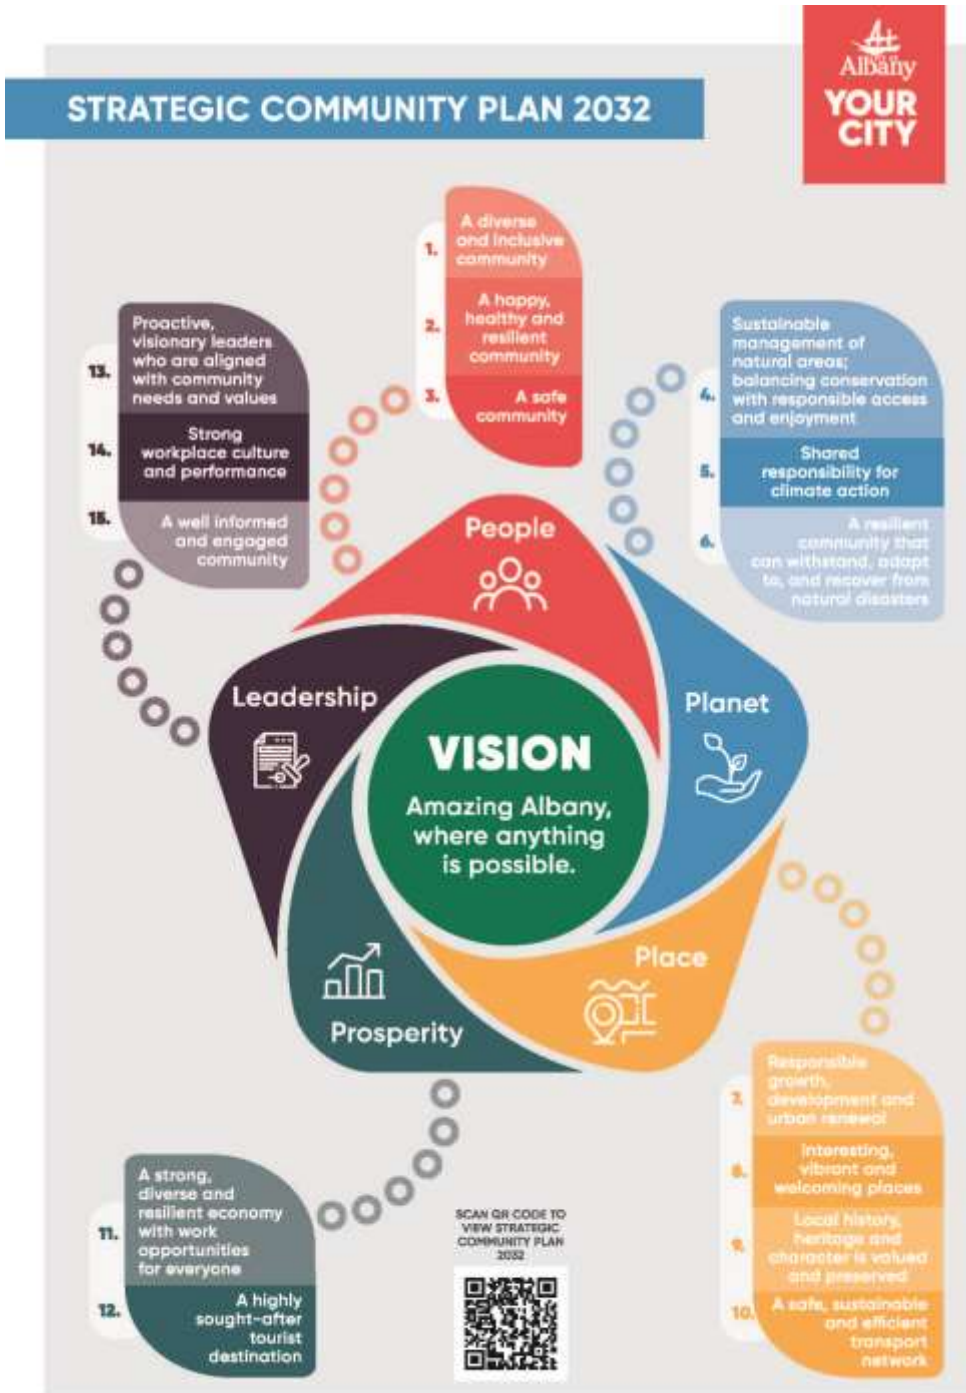 Albany
YOUR
CITY
STRATEGIC COMMUNITY PLAN 2032
1.
A diverse
and inclusive
community
2.
A happy,
healthy and
resilient
community
3.
A safe
community
4.
Sustainable
management of
natural areas;
balancing conservation
with responsible access
and enjoyment
5.
Shared
responsibility for
climate action
6.
A resilient
community that
can withstand, adapt
to, and recover from
natural disasters
13.
Proactive,
visionary leaders
who are aligned
with community
needs and values
14.
Strong
workplace culture
and performance
15.
A well informed
and engaged
community
People
Leadership
Planet
VISION
Amazing Albany,
where anything
is possible.
Place
Prosperity
7.
Responsible
growth,
development and
urban renewal
8.
Interesting,
vibrant and
welcoming places
9.
Local history,
heritage and
character is valued
and preserved
10.
A safe, sustainable
and efficient
transport
network
11.
A strong,
diverse and
resilient economy
with work
opportunities
for everyone
12.
A highly
sought-after
tourist
destination
SCAN QR CODE TO
VIEW STRATEGIC
COMMUNITY PLAN
2032